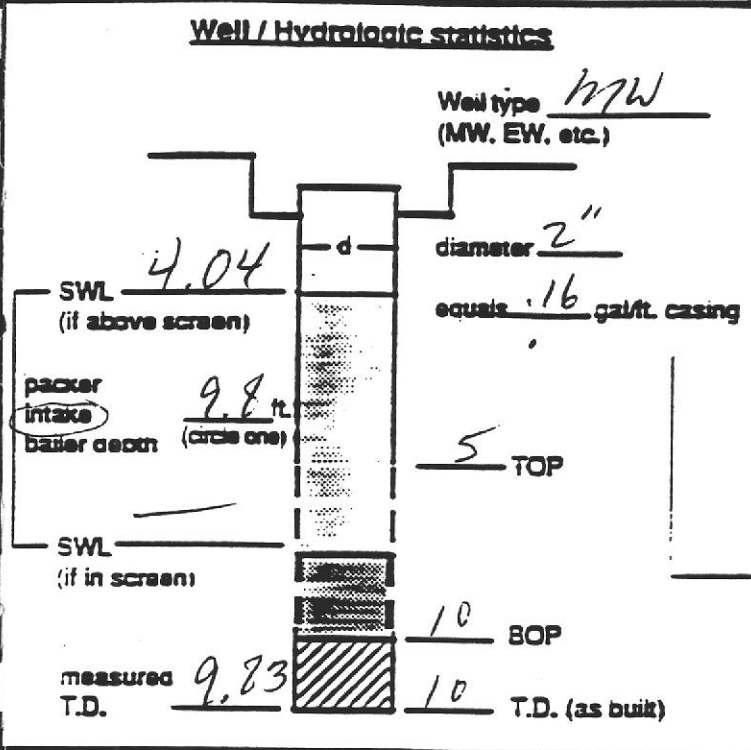 Well / Hydrologic statistics
Well type MW
(MW, EW, etc.)
d
diameter 2"
SWL 4.04
(if above screen)
equals .16 gal/ft. casing
packer
intake 9.8 ft.
bailer depth (circle one)
5 TOP
SWL
(if in screen)
10 BOP
measured 9.83
T.D.
10 T.D. (as built)